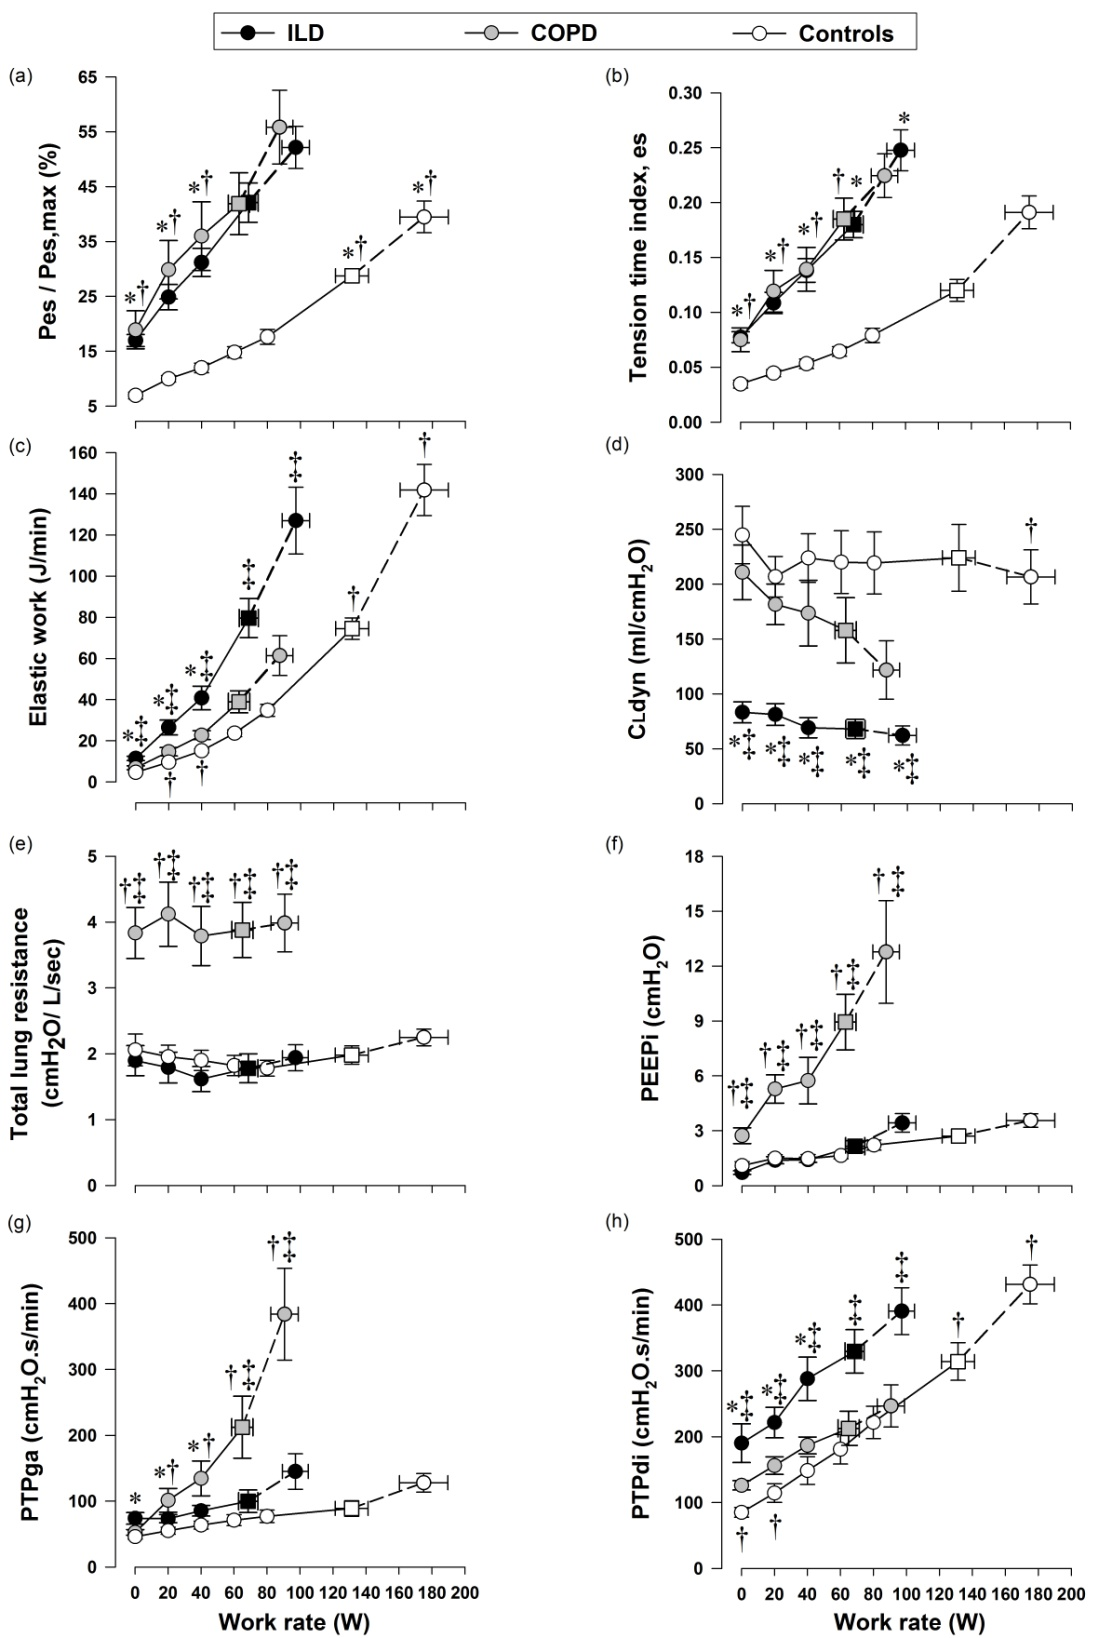 ILD COPD Controls
(a) (b)
65
55
45
35
25
15
5
Pes / Pes,max (%)
*† *† *† *† *†
0.30
0.25
0.20
0.15
0.10
0.05
0.00
Tension time index, es
*† *† *† † * *
(c) (d)
160
140
120
100
80
60
40
20
0
Elastic work (J/min)
*‡ *‡ *‡ ‡ ‡ † †
† †
300
250
200
150
100
50
0
CLdyn (ml/cmH2O)
†
*‡ *‡ *‡ *‡ *‡
(e) (f)
5
4
3
2
1
0
Total lung resistance
(cmH2O/ L/sec)
†‡ †‡ †‡ †‡ †‡
18
15
12
9
6
3
0
PEEPi (cmH2O)
†‡ †‡ †‡ †‡ †‡
(g) (h)
500
400
300
200
100
0
PTPga (cmH2O.s/min)
* *† *† †‡ †‡
0 20 40 60 80 100 120 140 160 180 200
Work rate (W)
500
400
300
200
100
0
PTPdi (cmH2O.s/min)
*‡ *‡ *‡ ‡ ‡ † †
† †
0 20 40 60 80 100 120 140 160 180 200
Work rate (W)